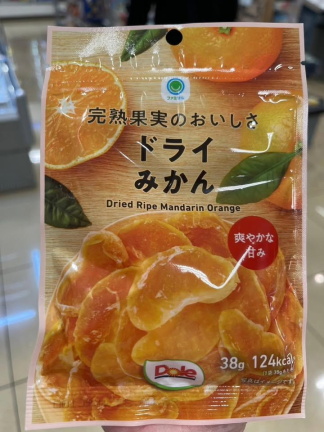 完熟果実のおいしさ
ドライ
みかん
Dried Ripe Mandarin Orange
爽やかな
甘み
Dole
38g 124kcal